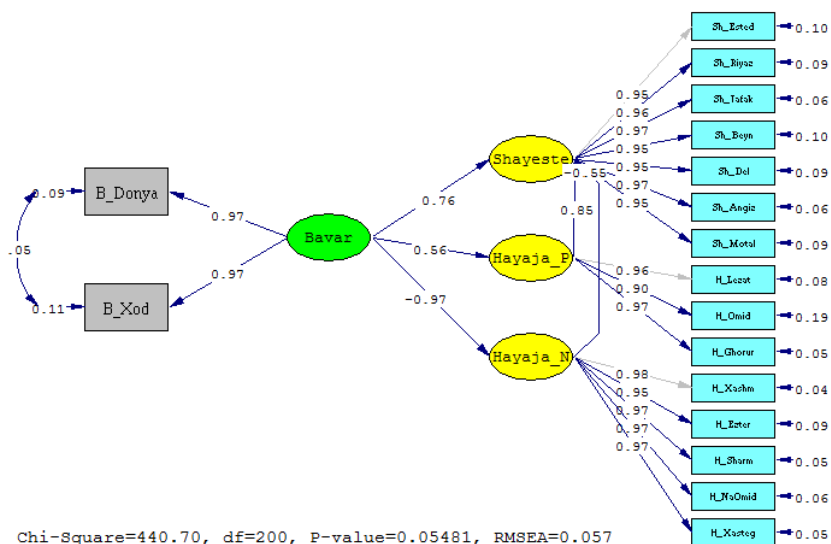 Sh_Ested
0.10
Sh_Riyaz
0.09
0.95
0.96
Sh_Tafak
0.06
0.97
0.95
Sh_Beyn
0.10
Shayeste
0.95
-0.55
Sh_Del
0.09
0.97
0.09
B_Donya
0.97
0.76
0.95
Sh_Angiz
0.06
0.85
Bavar
0.56
Sh_Motal
0.09
.05
0.97
Hayaja_P
0.96
H_Lezat
0.08
0.90
0.11
B_Xod
-0.97
0.97
H_Omid
0.19
H_Ghorur
0.05
Hayaja_N
0.98
H_Xashm
0.04
0.95
0.97
H_Ester
0.09
0.97
0.97
H_Sharm
0.05
H_NaOmid
0.06
H_Xasteg
0.05
Chi-Square=440.70, df=200, P-value=0.05481, RMSEA=0.057